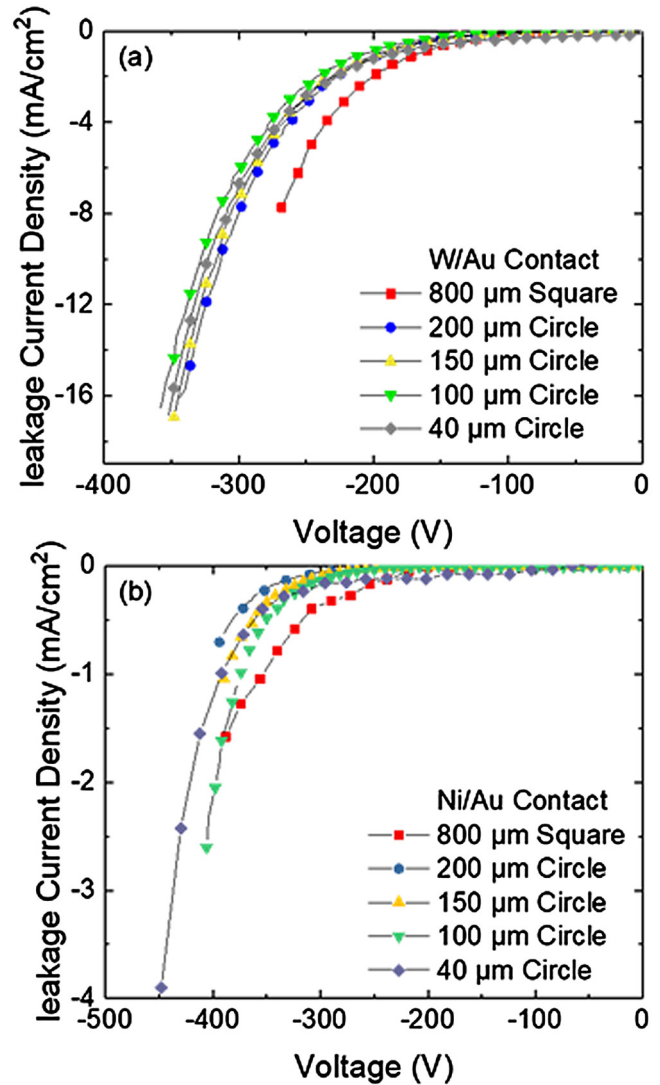 (a)
leakage Current Density (mA/cm²)
0
-4
-8
-12
-16
W/Au Contact
800 µm Square
200 µm Circle
150 µm Circle
100 µm Circle
40 µm Circle
-400 -300 -200 -100 0
Voltage (V)
(b)
leakage Current Density (mA/cm²)
0
-1
-2
-3
-4
Ni/Au Contact
800 µm Square
200 µm Circle
150 µm Circle
100 µm Circle
40 µm Circle
-500 -400 -300 -200 -100 0
Voltage (V)